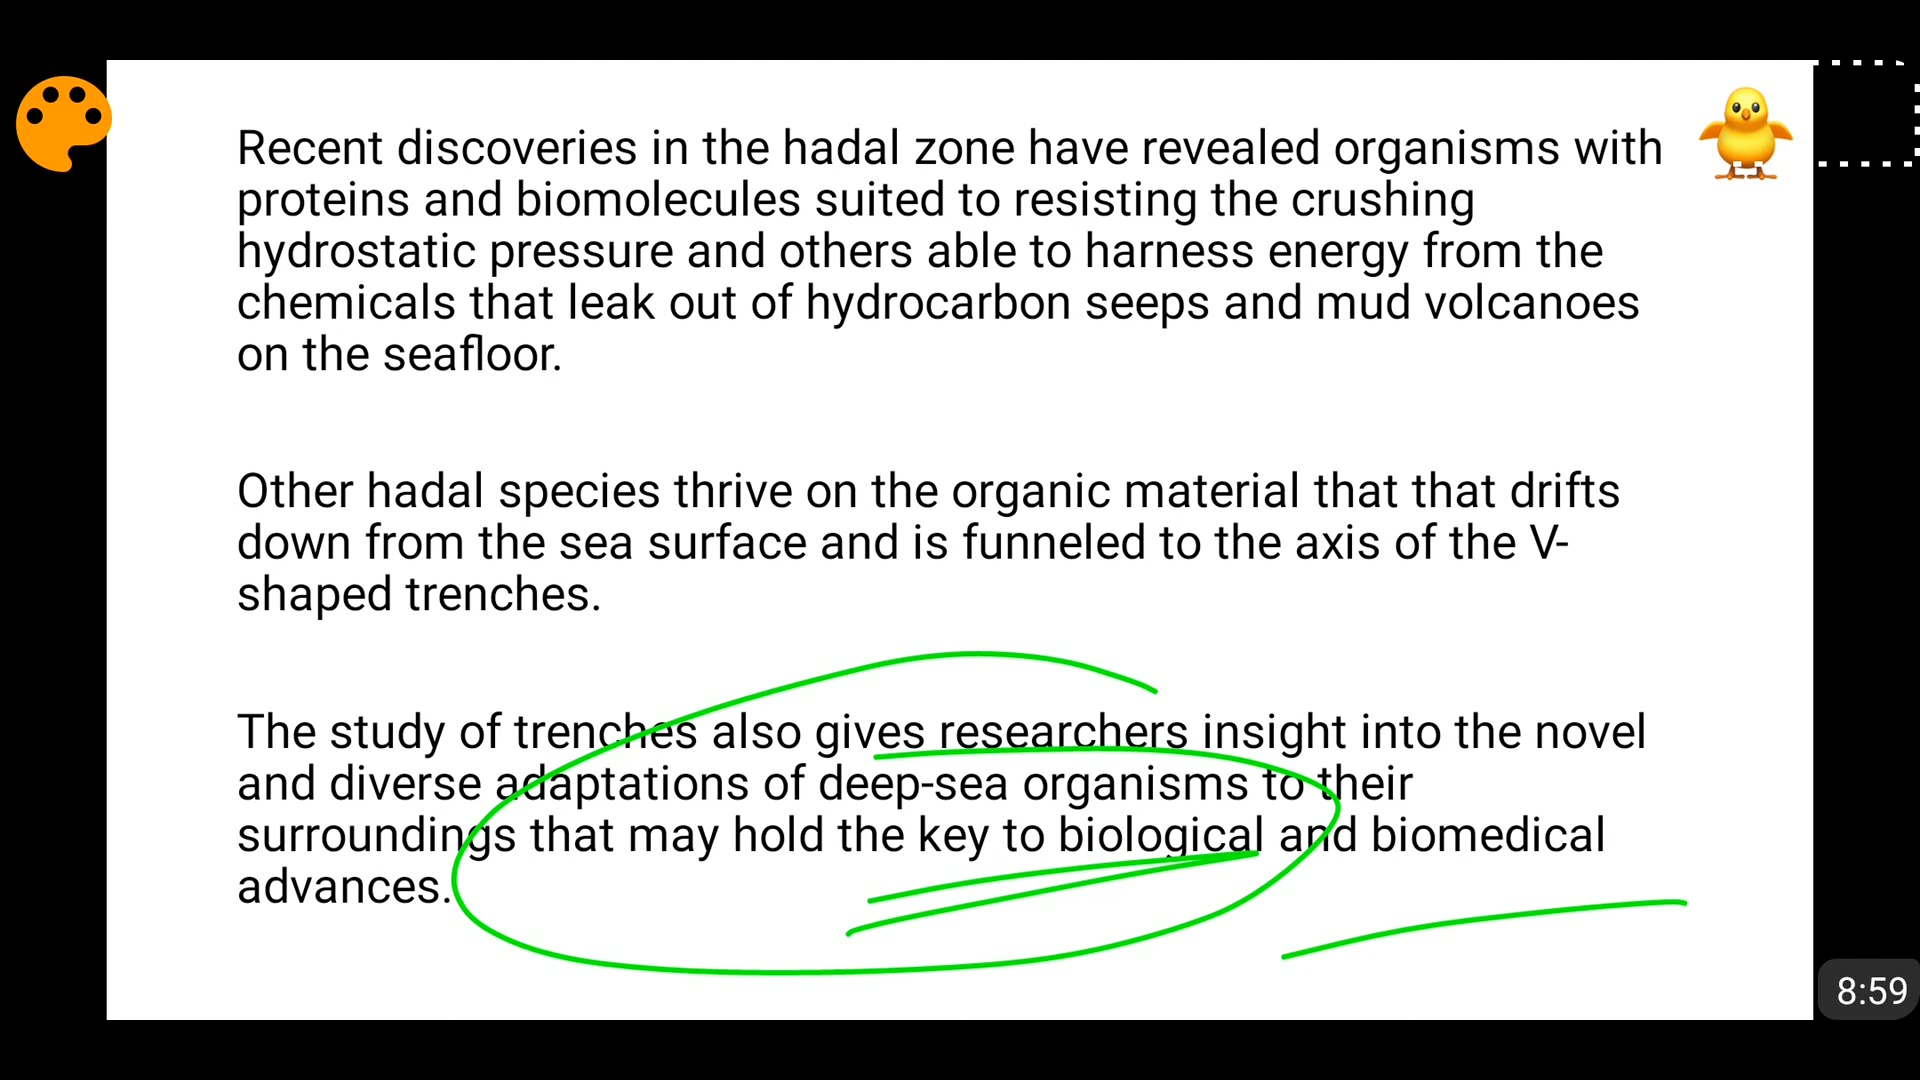 Recent discoveries in the hadal zone have revealed organisms with
proteins and biomolecules suited to resisting the crushing
hydrostatic pressure and others able to harness energy from the
chemicals that leak out of hydrocarbon seeps and mud volcanoes
on the seafloor.
Other hadal species thrive on the organic material that that drifts
down from the sea surface and is funneled to the axis of the V-
shaped trenches.
The study of trenches also gives researchers insight into the novel
and diverse adaptations of deep-sea organisms to their
surroundings that may hold the key to biological and biomedical
advances.
8:59